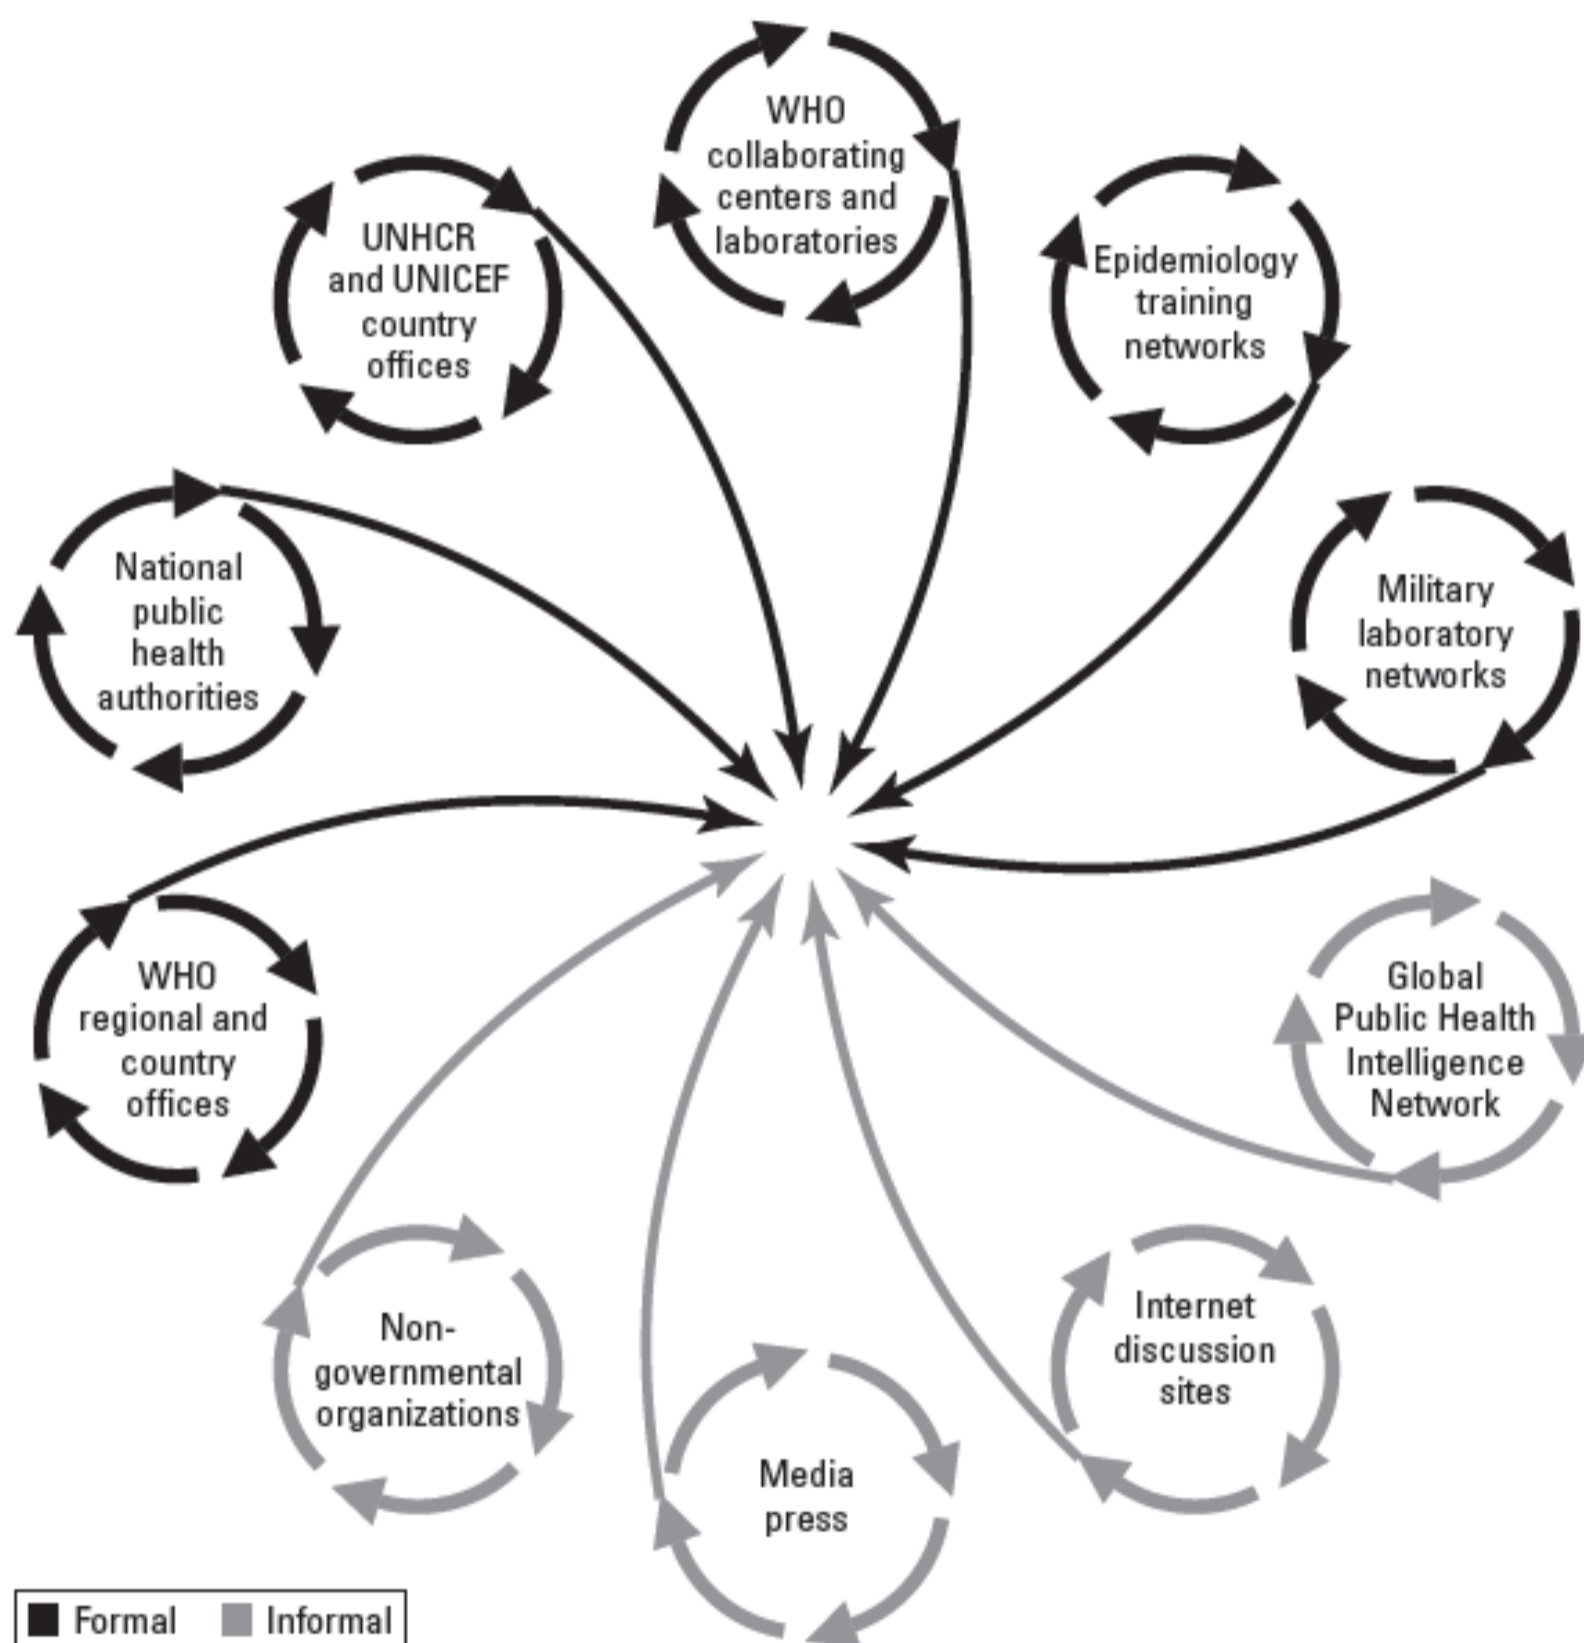 WHO
collaborating
centers and
laboratories
UNHCR
and UNICEF
country
offices
Epidemiology
training
networks
National
public
health
authorities
Military
laboratory
networks
WHO
regional and
country
offices
Global
Public Health
Intelligence
Network
Non-
governmental
organizations
Internet
discussion
sites
Media
press
Formal Informal